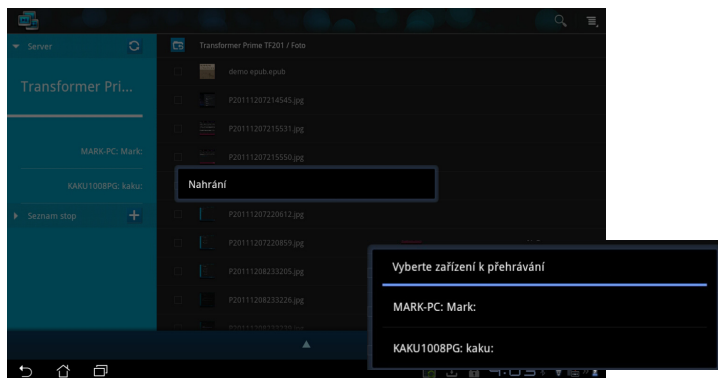 Server
Transformer Prime TF201 / Foto
demo epub.epub
Transformer Pri...
P20111207214545.jpg
P20111207215531.jpg
MARK-PC: Mark:
P20111207215550.jpg
KAKU1008PG: kaku:
Nahrání
Seznam stop
P20111207220612.jpg
P20111207220859.jpg
P20111208233205.jpg
P20111208233226.jpg
Vyberte zařízení k přehrávání
MARK-PC: Mark:
KAKU1008PG: kaku: